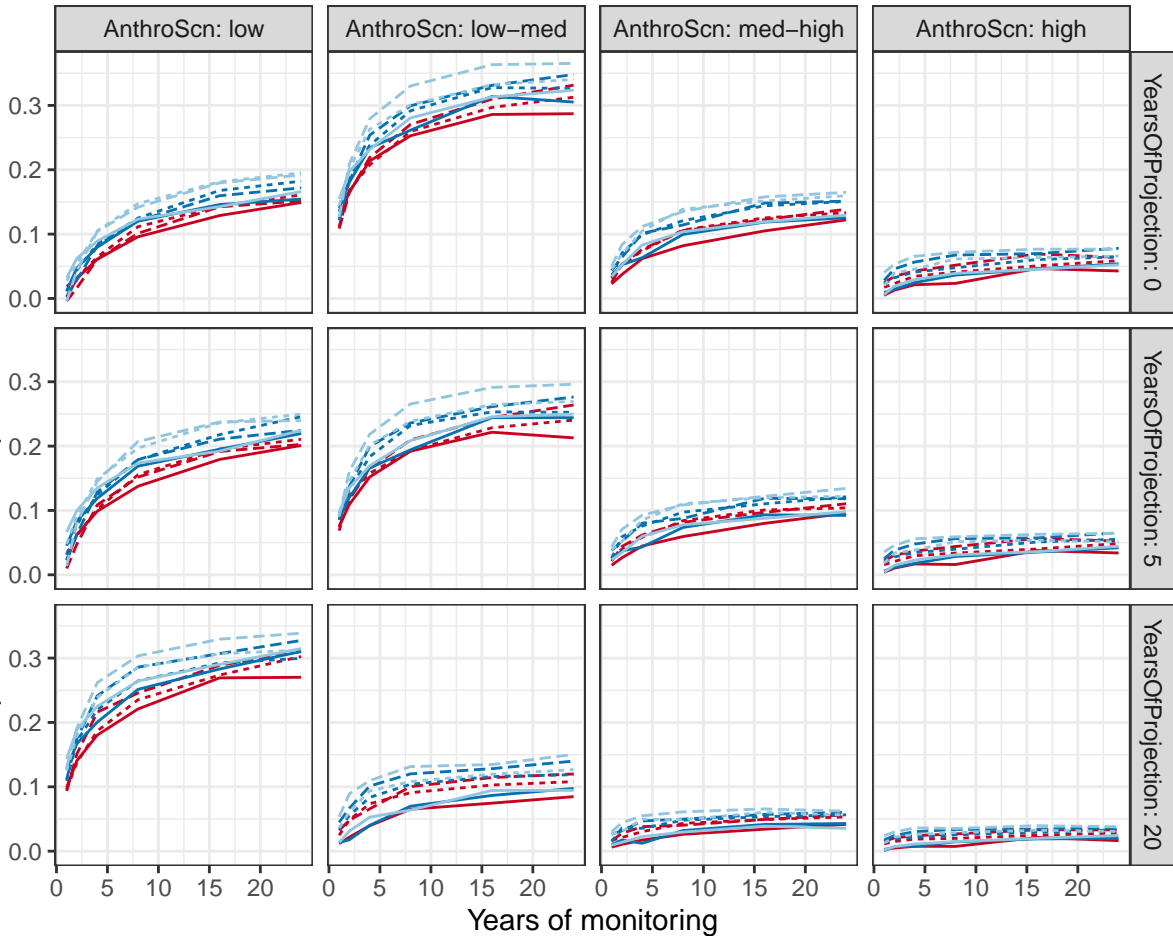 AnthroScn: low
AnthroScn: low−med
AnthroScn: med−high
AnthroScn: high
0.3
0.2
0.1
0.0
YearsOfProjection: 0
0.3
0.2
0.1
0.0
YearsOfProjection: 5
0.3
0.2
0.1
0.0
YearsOfProjection: 20
0 5 10 15 20
0 5 10 15 20
0 5 10 15 20
0 5 10 15 20
Years of monitoring